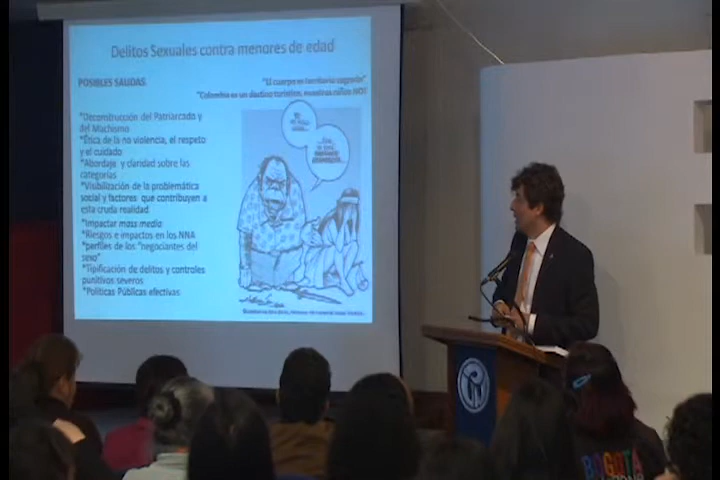 Delitos Sexuales contra menores de edad
POSIBLES SALIDAS:
"El cuerpo es territorio sagrado"
"Colombia es un destino turístico, nuestros niños NO!
*Deconstrucción del Patriarcado y
del Machismo
*Ética de la no violencia, el respeto
y el cuidado
*Abordaje y claridad sobre las
categorías
*Visibilización de la problemática
social y factores que contribuyen a
esta cruda realidad
*Impactar mass media
*Riesgos e impactos en los NNA
*perfiles de los "negociantes del
sexo"
*Tipificación de delitos y controles
punitivos severos
*Políticas Públicas efectivas
BOGOTA